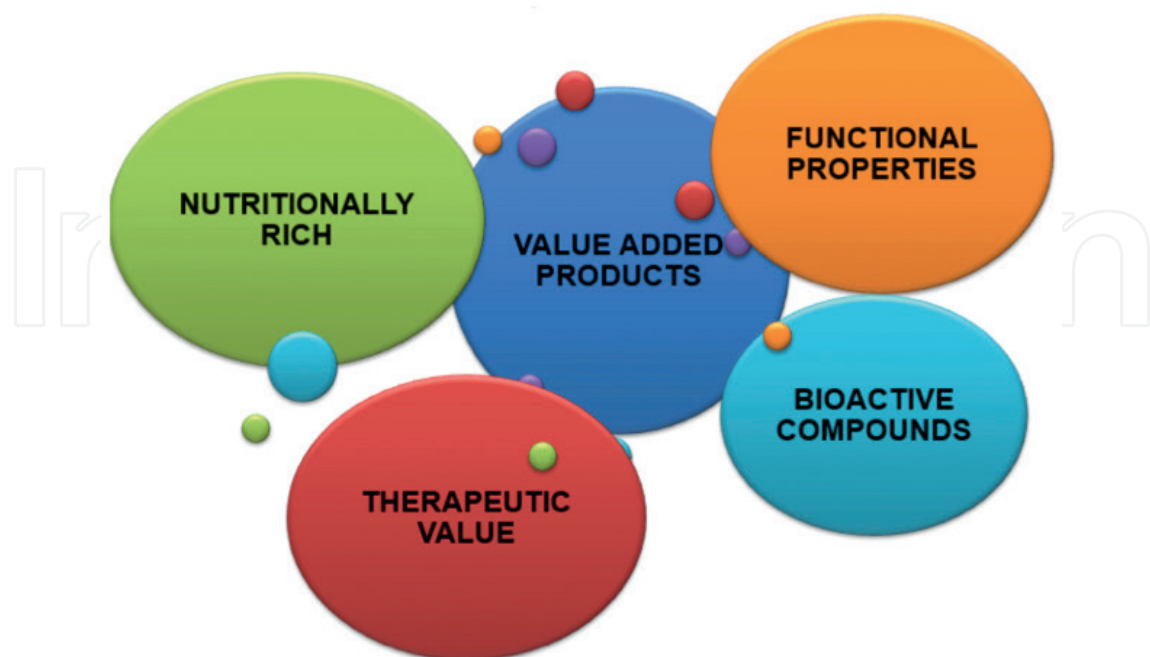 NUTRITIONALLY
RICH
VALUE ADDED
PRODUCTS
FUNCTIONAL
PROPERTIES
BIOACTIVE
COMPOUNDS
THERAPEUTIC
VALUE